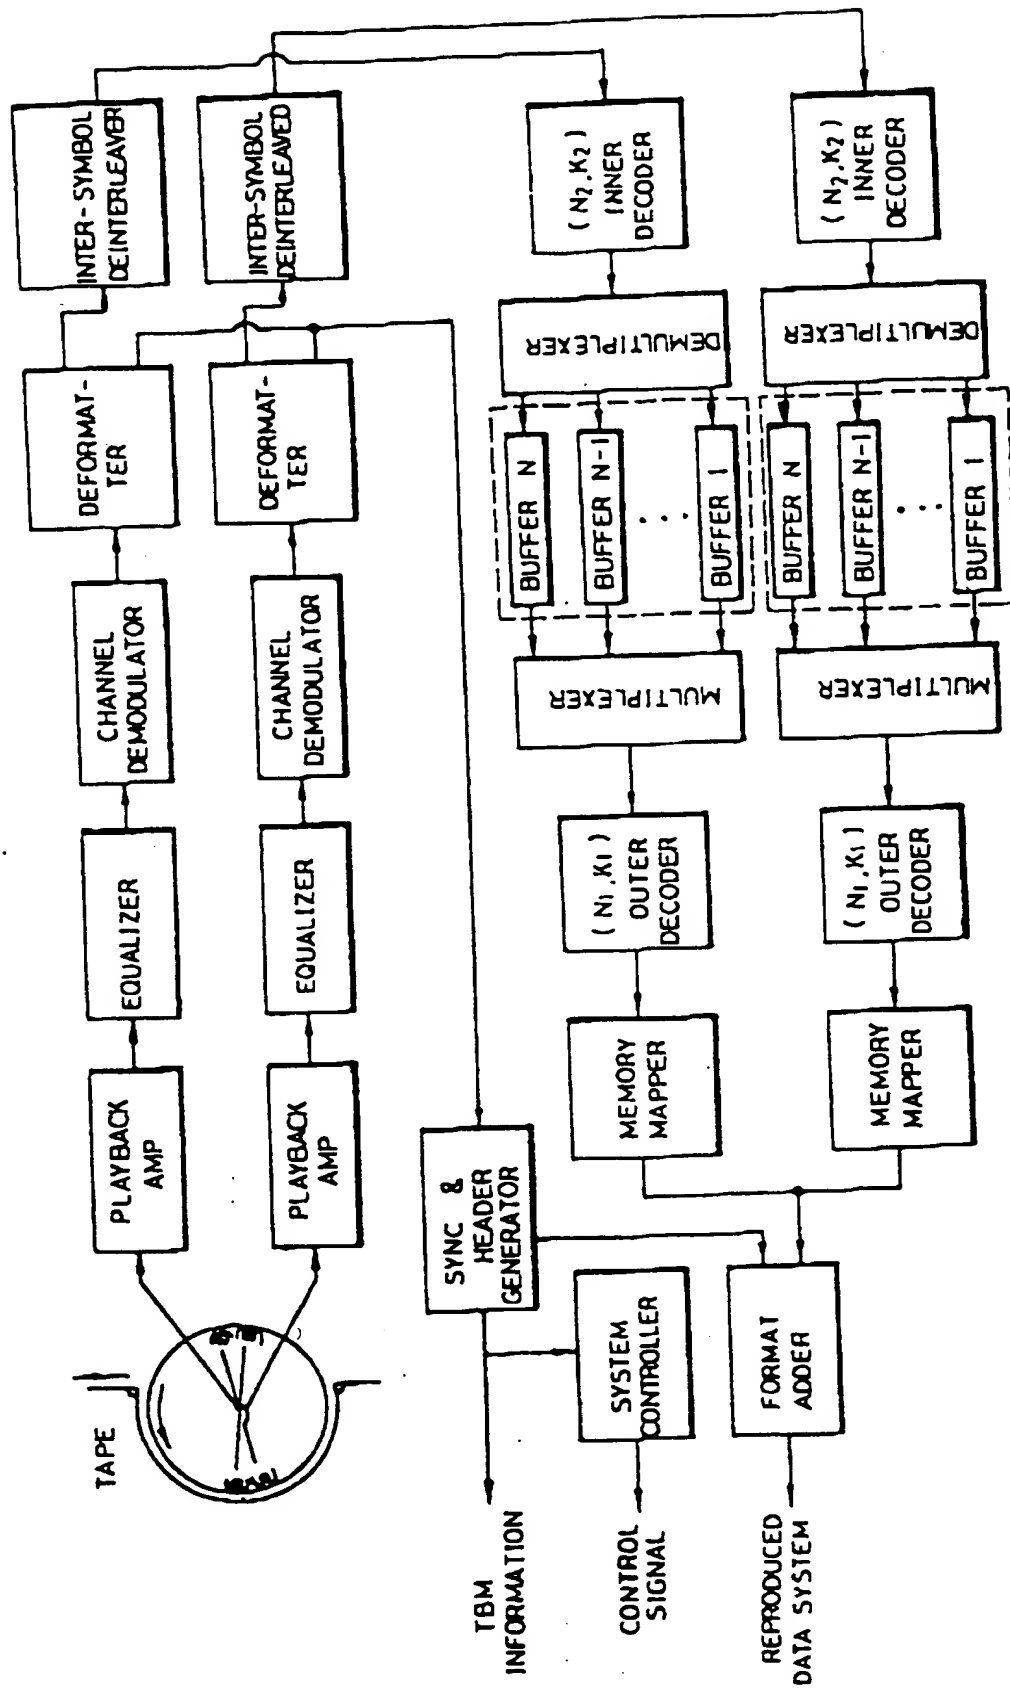 TAPE
PLAYBACK
AMP
EQUALIZER
CHANNEL
DEMODULATOR
DEFORMAT-
TER
INTER-SYMBOL
DEINTERLEAVER
PLAYBACK
AMP
EQUALIZER
CHANNEL
DEMODULATOR
DEFORMAT-
TER
INTER-SYMBOL
DEINTERLEAVED
TBM
INFORMATION
SYNC &
HEADER
GENERATOR
CONTROL
SIGNAL
SYSTEM
CONTROLLER
REPRODUCED
DATA SYSTEM
FORMAT
ADDER
MEMORY
MAPPER
(N1,K1)
OUTER
DECODER
MULTIPLEXER
BUFFER N
BUFFER N-1
...
BUFFER 1
DEMULTIPLEXER
(N2,K2)
INNER
DECODER
MEMORY
MAPPER
(N1,K1)
OUTER
DECODER
MULTIPLEXER
BUFFER N
BUFFER N-1
...
BUFFER 1
DEMULTIPLEXER
(N2,K2)
INNER
DECODER